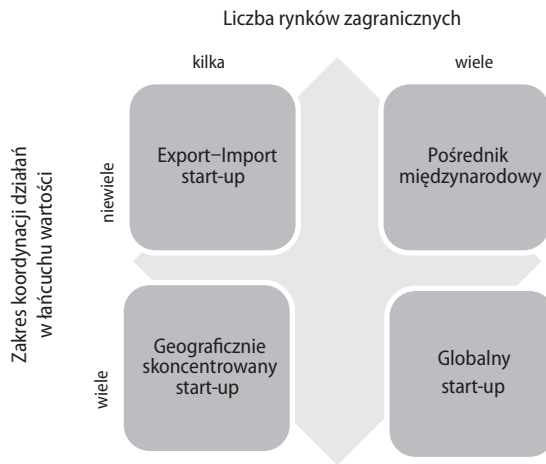 Liczba rynków zagranicznych
kilka
wiele
Zakres koordynacji działań
w łańcuchu wartości
niewiele
Export–Import
start-up
Pośrednik
międzynarodowy
wiele
Geograficznie
skoncentrowany
start-up
Globalny
start-up